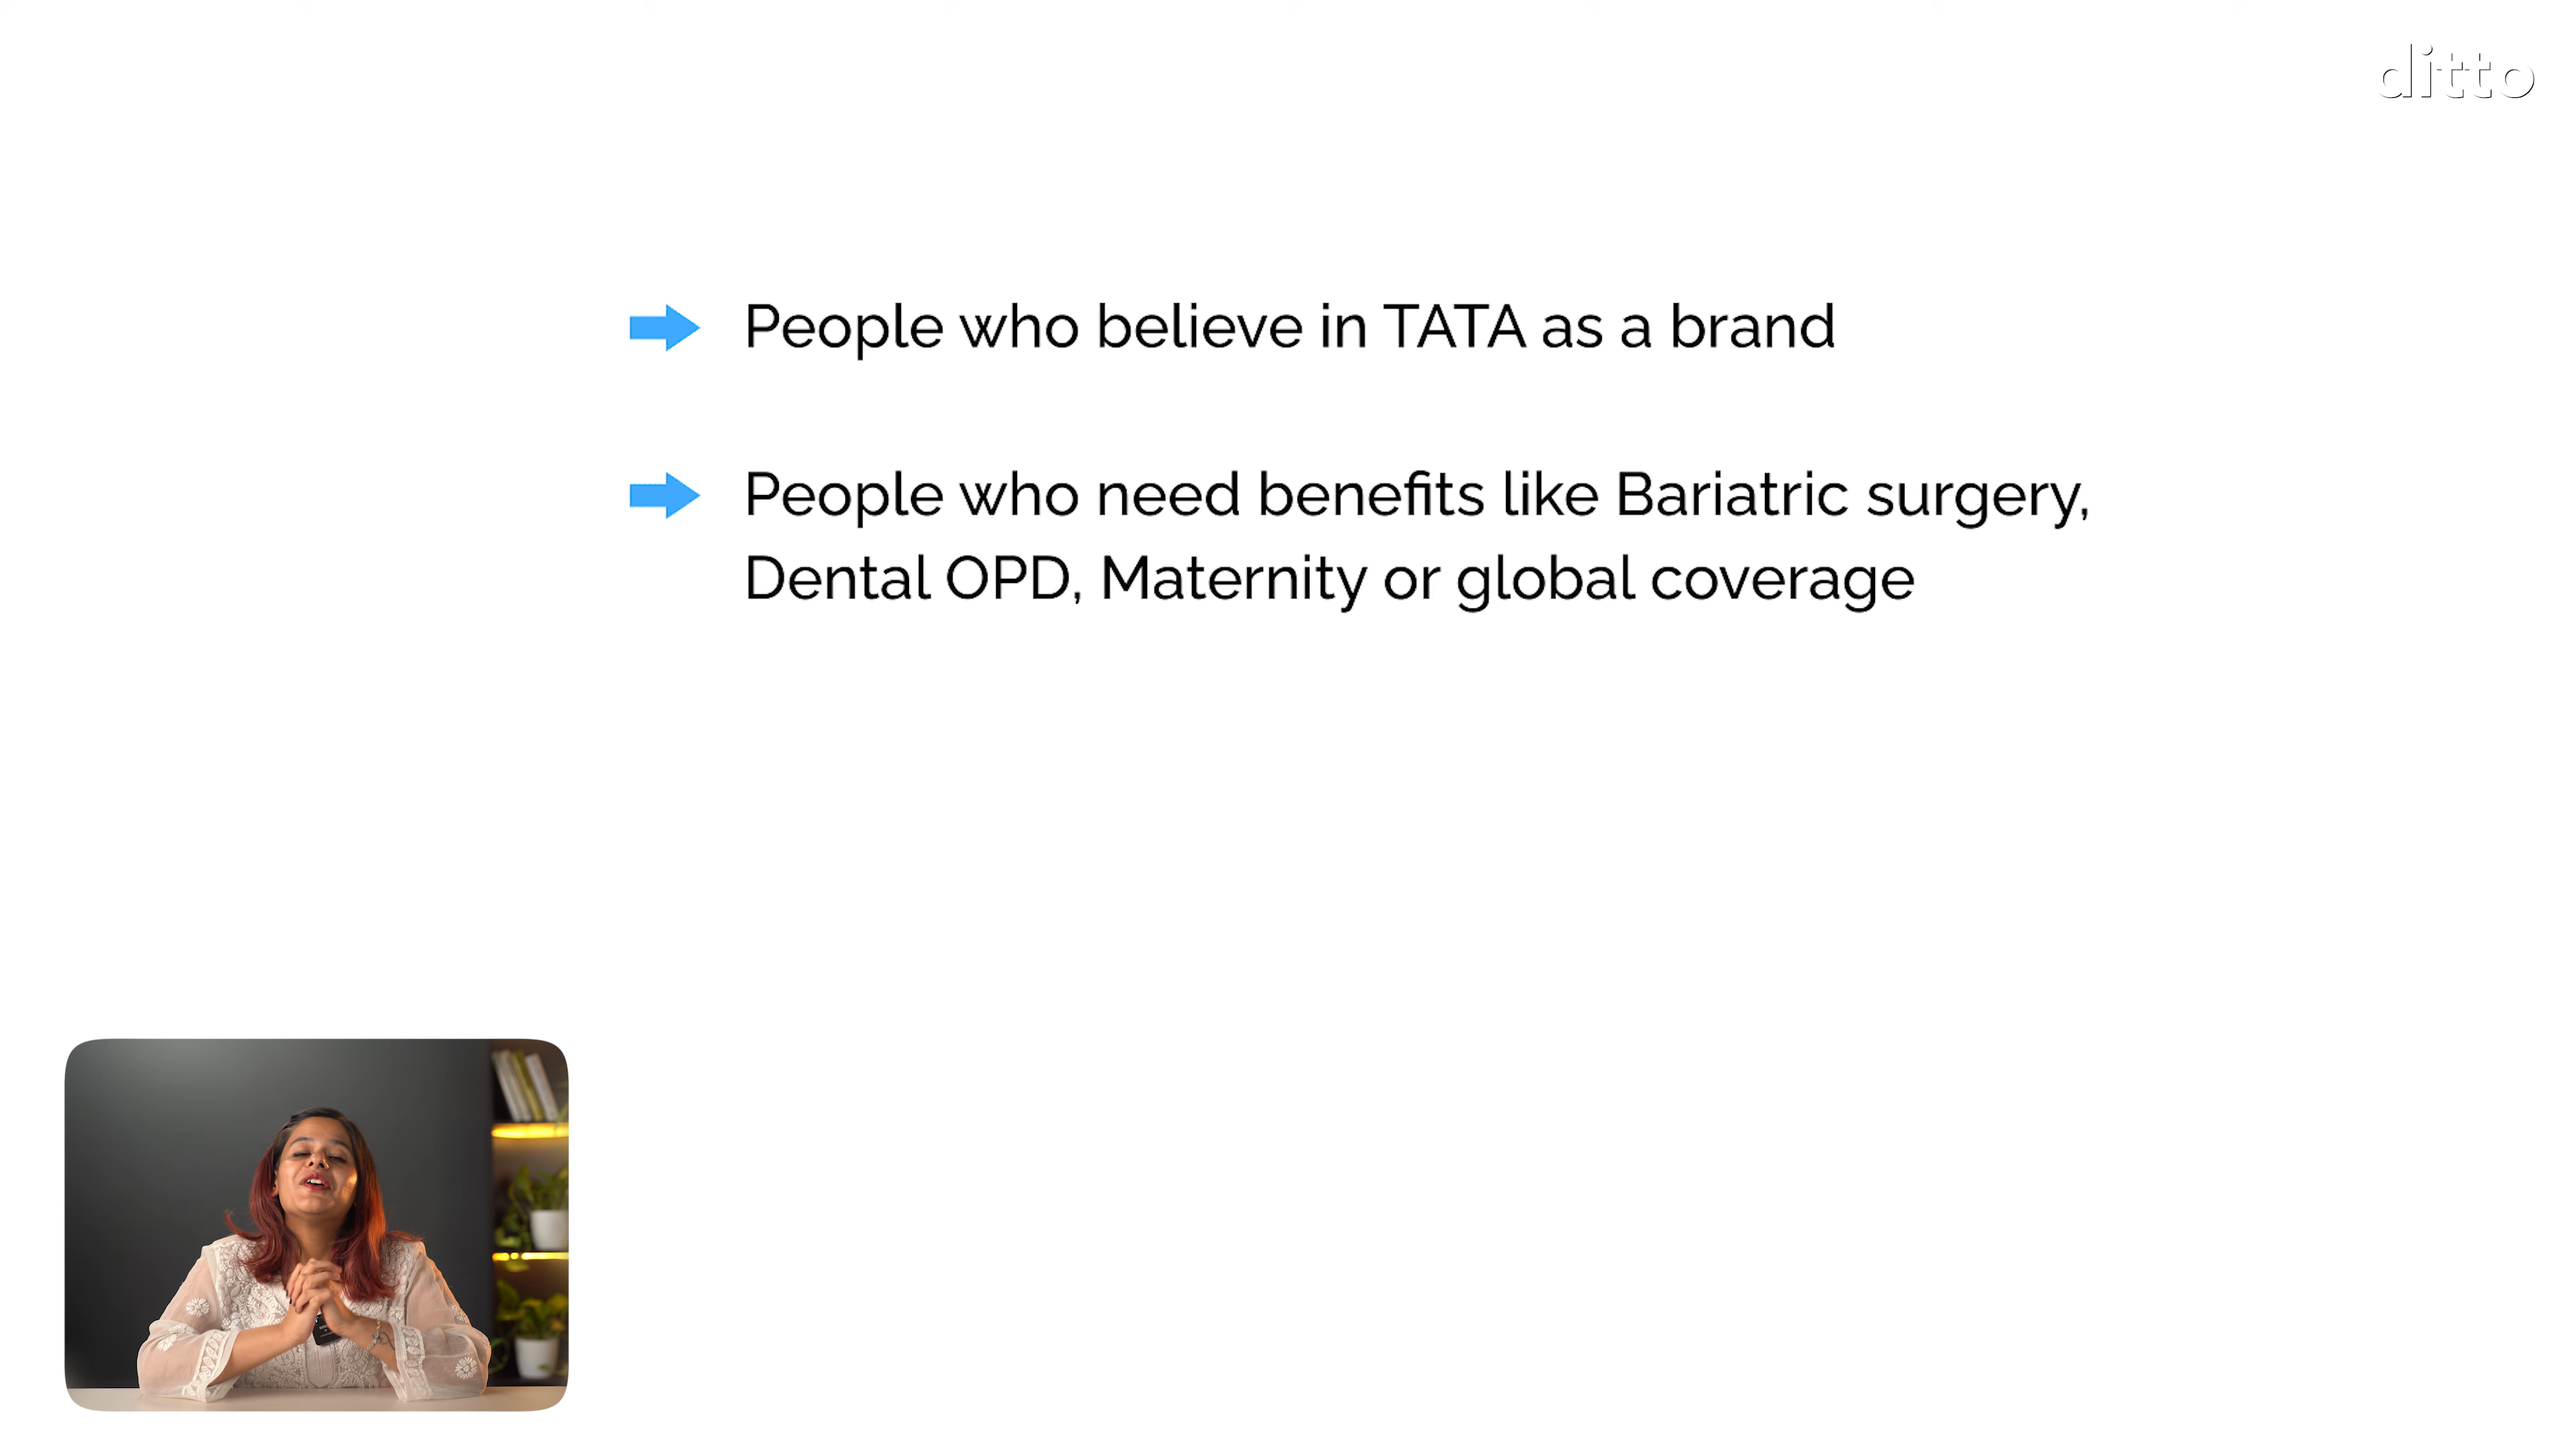 ditto
People who believe in TATA as a brand
People who need benefits like Bariatric surgery,
Dental OPD, Maternity or global coverage